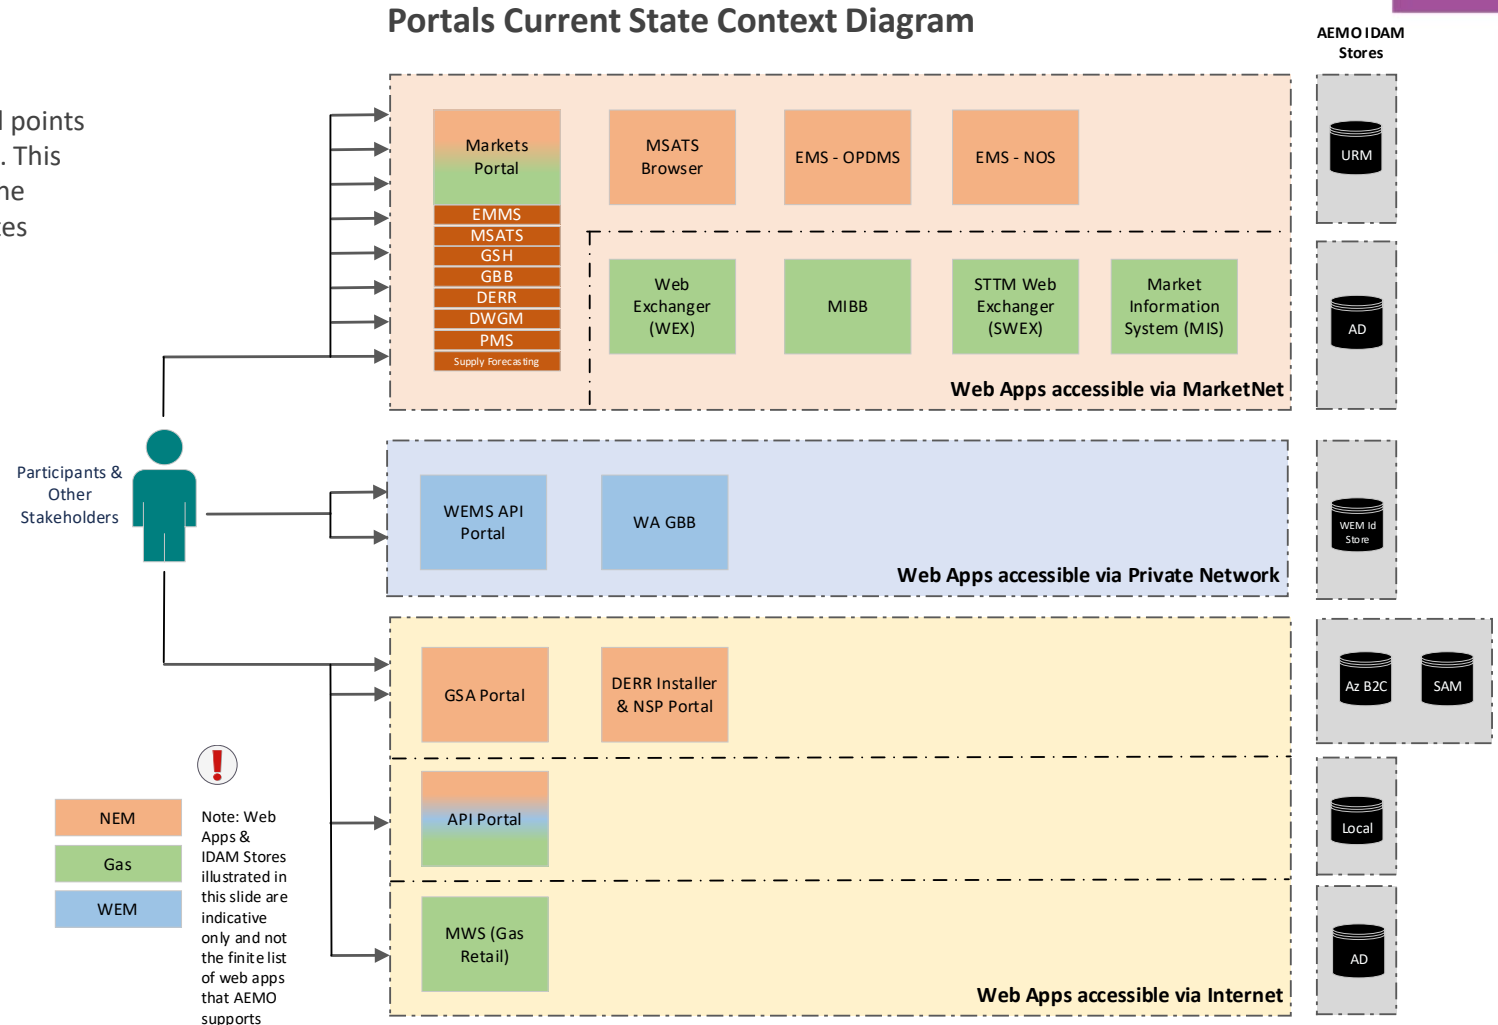 Portals Current State Context Diagram
AEMO IDAM
Stores
points
. This
tes
Markets
Portal
EMMS
MSATS
GSH
GBB
DERR
DWGM
PMS
Supply Forecasting
MSATS
Browser
EMS - OPDMS
EMS - NOS
Web
Exchanger
(WEX)
MIBB
STTM Web
Exchanger
(SWEX)
Market
Information
System (MIS)
Web Apps accessible via MarketNet
URM
AD
Participants &
Other
Stakeholders
WEMS API
Portal
WA GBB
Web Apps accessible via Private Network
WEM Id
Store
GSA Portal
DERR Installer
& NSP Portal
Az B2C
SAM
API Portal
Local
MWS (Gas
Retail)
Web Apps accessible via Internet
AD
NEM
Gas
WEM
Note: Web
Apps &
IDAM Stores
illustrated in
this slide are
indicative
only and not
the finite list
of web apps
that AEMO
supports